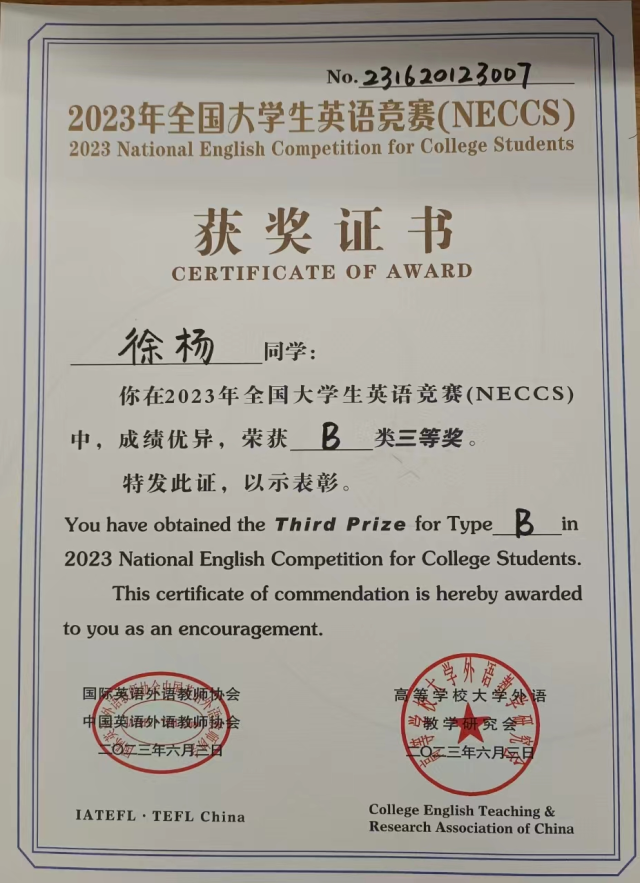 No. 231620123007
2023年全国大学生英语竞赛(NECCS)
2023 National English Competition for College Students
获奖证书
CERTIFICATE OF AWARD
徐杨 同学：
你在2023年全国大学生英语竞赛(NECCS)
中，成绩优异，荣获 B 类三等奖。
特发此证，以示表彰。
You have obtained the Third Prize for Type B in
2023 National English Competition for College Students.
This certificate of commendation is hereby awarded
to you as an encouragement.
国际英语外语教师协会
中国英语外语教师协会
二〇二三年六月三日
IATEFL · TEFL China
高等学校大学外语
教学研究会
二〇二三年六月三日
College English Teaching &
Research Association of China